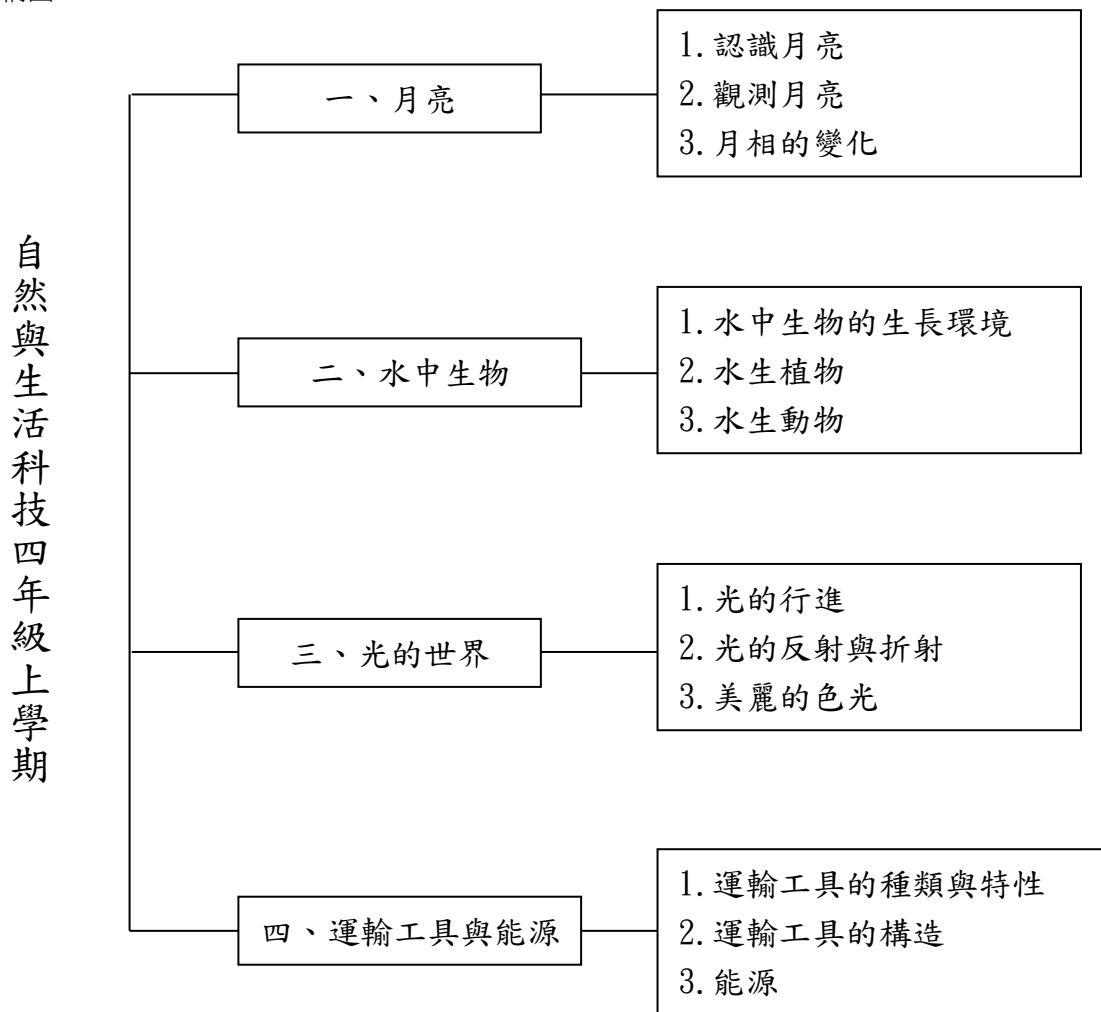 自然與生活科技四年級上學期
一、月亮
1.認識月亮
2.觀測月亮
3.月相的變化
二、水中生物
1.水中生物的生長環境
2.水生植物
3.水生動物
三、光的世界
1.光的行進
2.光的反射與折射
3.美麗的色光
四、運輸工具與能源
1.運輸工具的種類與特性
2.運輸工具的構造
3.能源